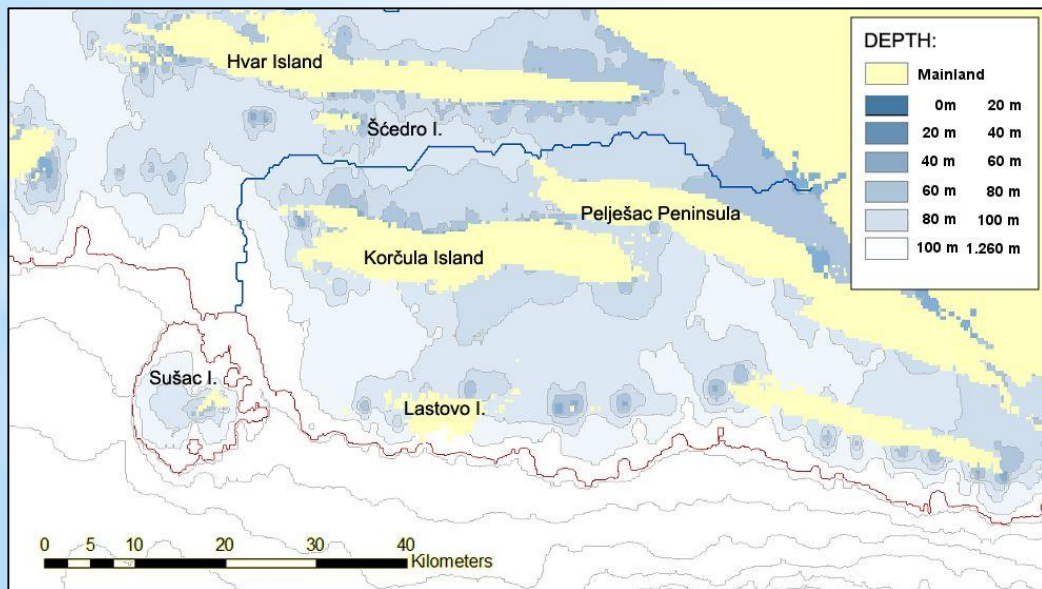 Hvar Island
Šćedro I.
Pelješac Peninsula
Korčula Island
Sušac I.
Lastovo I.
DEPTH:
Mainland
0m 20 m
20 m 40 m
40 m 60 m
60 m 80 m
80 m 100 m
100 m 1.260 m
0 5 10 20 30 40
Kilometers